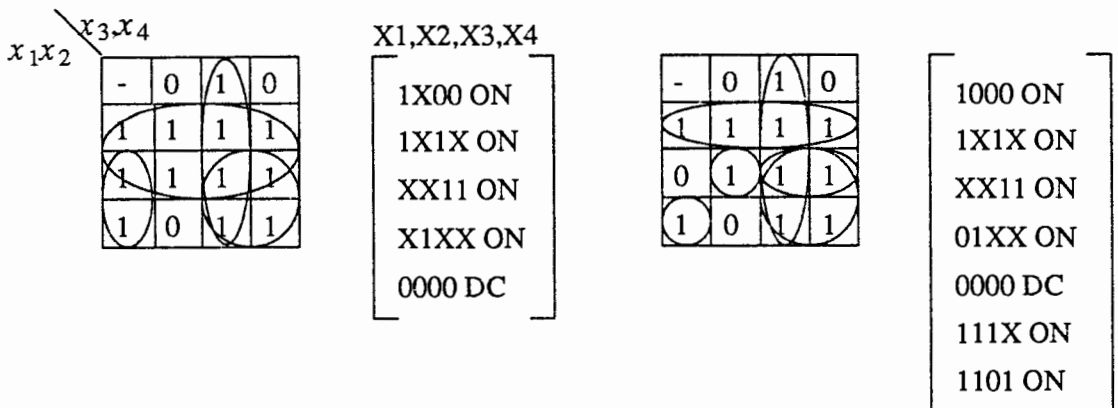 x3,x4
x1x2
- 0 1 0
1 1 1 1
1 1 1 1
1 0 1 1
X1,X2,X3,X4
1X00 ON
1X1X ON
XX11 ON
X1XX ON
0000 DC
- 0 1 0
1 1 1 1
0 1 1 1
1 0 1 1
1000 ON
1X1X ON
XX11 ON
01XX ON
0000 DC
111X ON
1101 ON